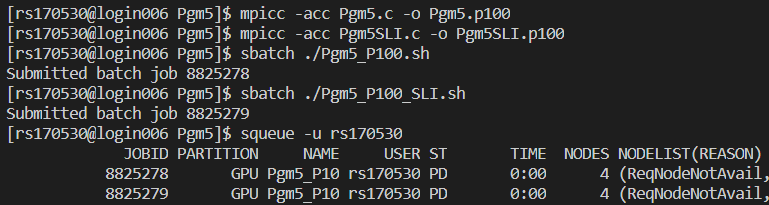 [rs170530@login006 Pgm5]$ mpicc -acc Pgm5.c -o Pgm5.p100
[rs170530@login006 Pgm5]$ mpicc -acc Pgm5SLI.c -o Pgm5SLI.p100
[rs170530@login006 Pgm5]$ sbatch ./Pgm5_P100.sh
Submitted batch job 8825278
[rs170530@login006 Pgm5]$ sbatch ./Pgm5_P100_SLI.sh
Submitted batch job 8825279
[rs170530@login006 Pgm5]$ squeue -u rs170530
JOBID PARTITION NAME USER ST TIME NODES NODELIST(REASON)
8825278 GPU Pgm5_P10 rs170530 PD 0:00 4 (ReqNodeNotAvail,
8825279 GPU Pgm5_P10 rs170530 PD 0:00 4 (ReqNodeNotAvail,